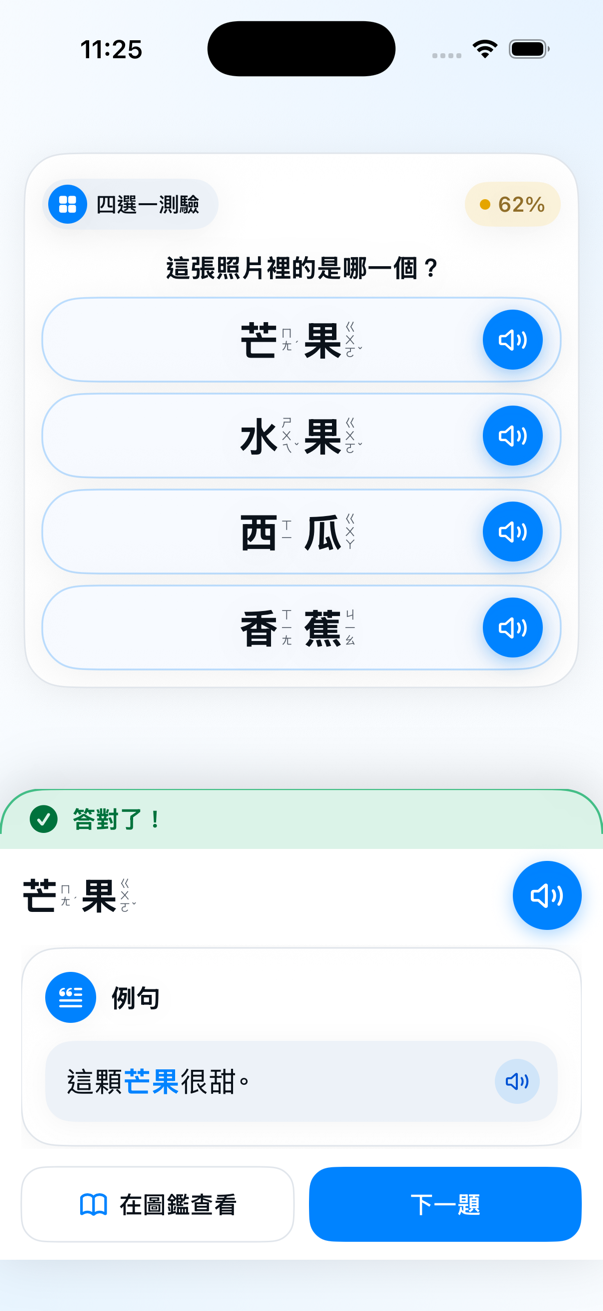 11:25
四選一測驗
62%
這張照片裡的是哪一個？
芒ㄇㄤˊ果ㄍㄨㄛˇ
水ㄕㄨㄟˇ果ㄍㄨㄛˇ
西ㄒㄧ瓜ㄍㄨㄚ
香ㄒㄧㄤ蕉ㄐㄧㄠ
答對了！
芒ㄇㄤˊ果ㄍㄨㄛˇ
例句
這顆芒果很甜。
在圖鑑查看
下一題